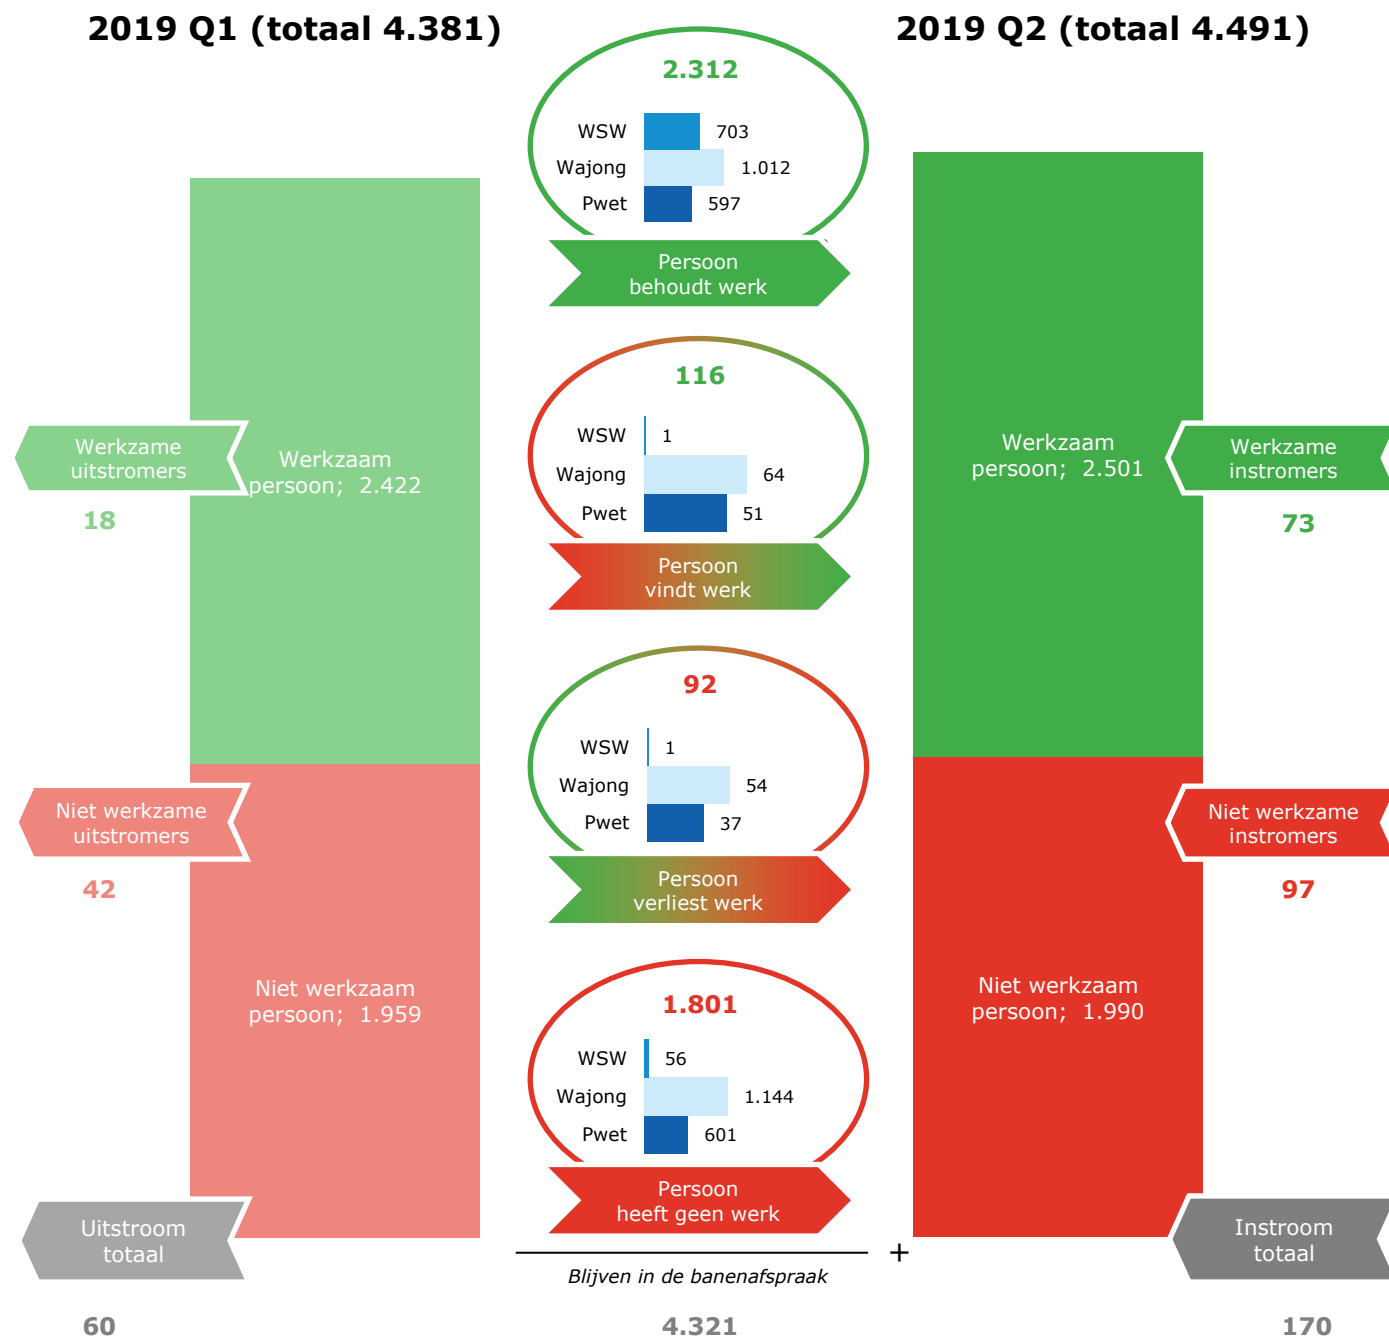 2019 Q1 (totaal 4.381)
2019 Q2 (totaal 4.491)
Werkzame
uitstromers
18
Werkzaam
persoon; 2.422
Niet werkzame
uitstromers
42
Niet werkzaam
persoon; 1.959
Uitstroom
totaal
60
2.312
WSW 703
Wajong 1.012
Pwet 597
Persoon
behoudt werk
116
WSW 1
Wajong 64
Pwet 51
Persoon
vindt werk
92
WSW 1
Wajong 54
Pwet 37
Persoon
verliest werk
1.801
WSW 56
Wajong 1.144
Pwet 601
Persoon
heeft geen werk
+
Blijven in de banenafspraak
4.321
Werkzaam
persoon; 2.501
Werkzame
instromers
73
Niet werkzame
instromers
97
Niet werkzaam
persoon; 1.990
Instroom
totaal
170